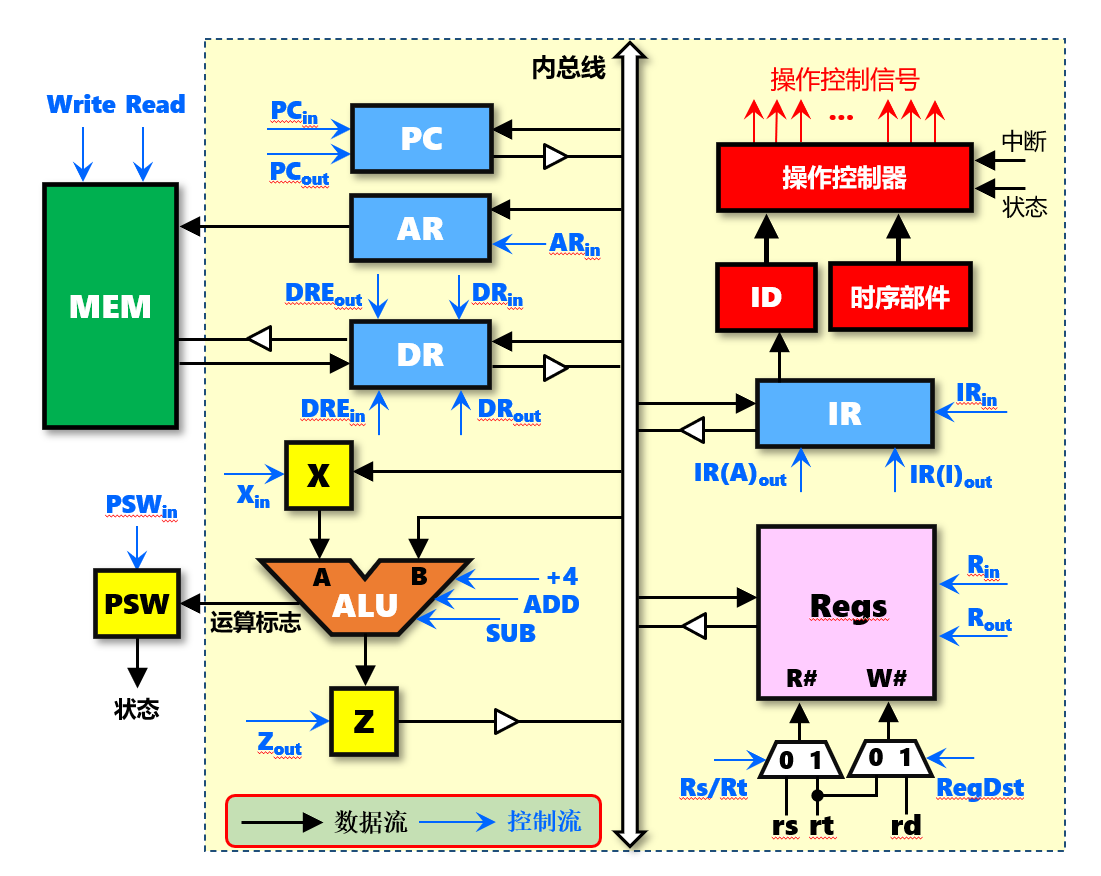 内总线
操作控制信号
Write Read
PCin
PC
PCout
...
中断
操作控制器
状态
AR
ARin
MEM
DREout
DRin
ID
时序部件
DR
DREin
DRout
IR
IRin
X
Xin
IR(A)out
IR(I)out
PSWin
A
B
+4
ALU
ADD
SUB
PSW
运算标志
Rin
Regs
Rout
R#
W#
状态
Z
Zout
0 1
0 1
Rs/Rt
RegDst
rs
rt
rd
数据流
控制流